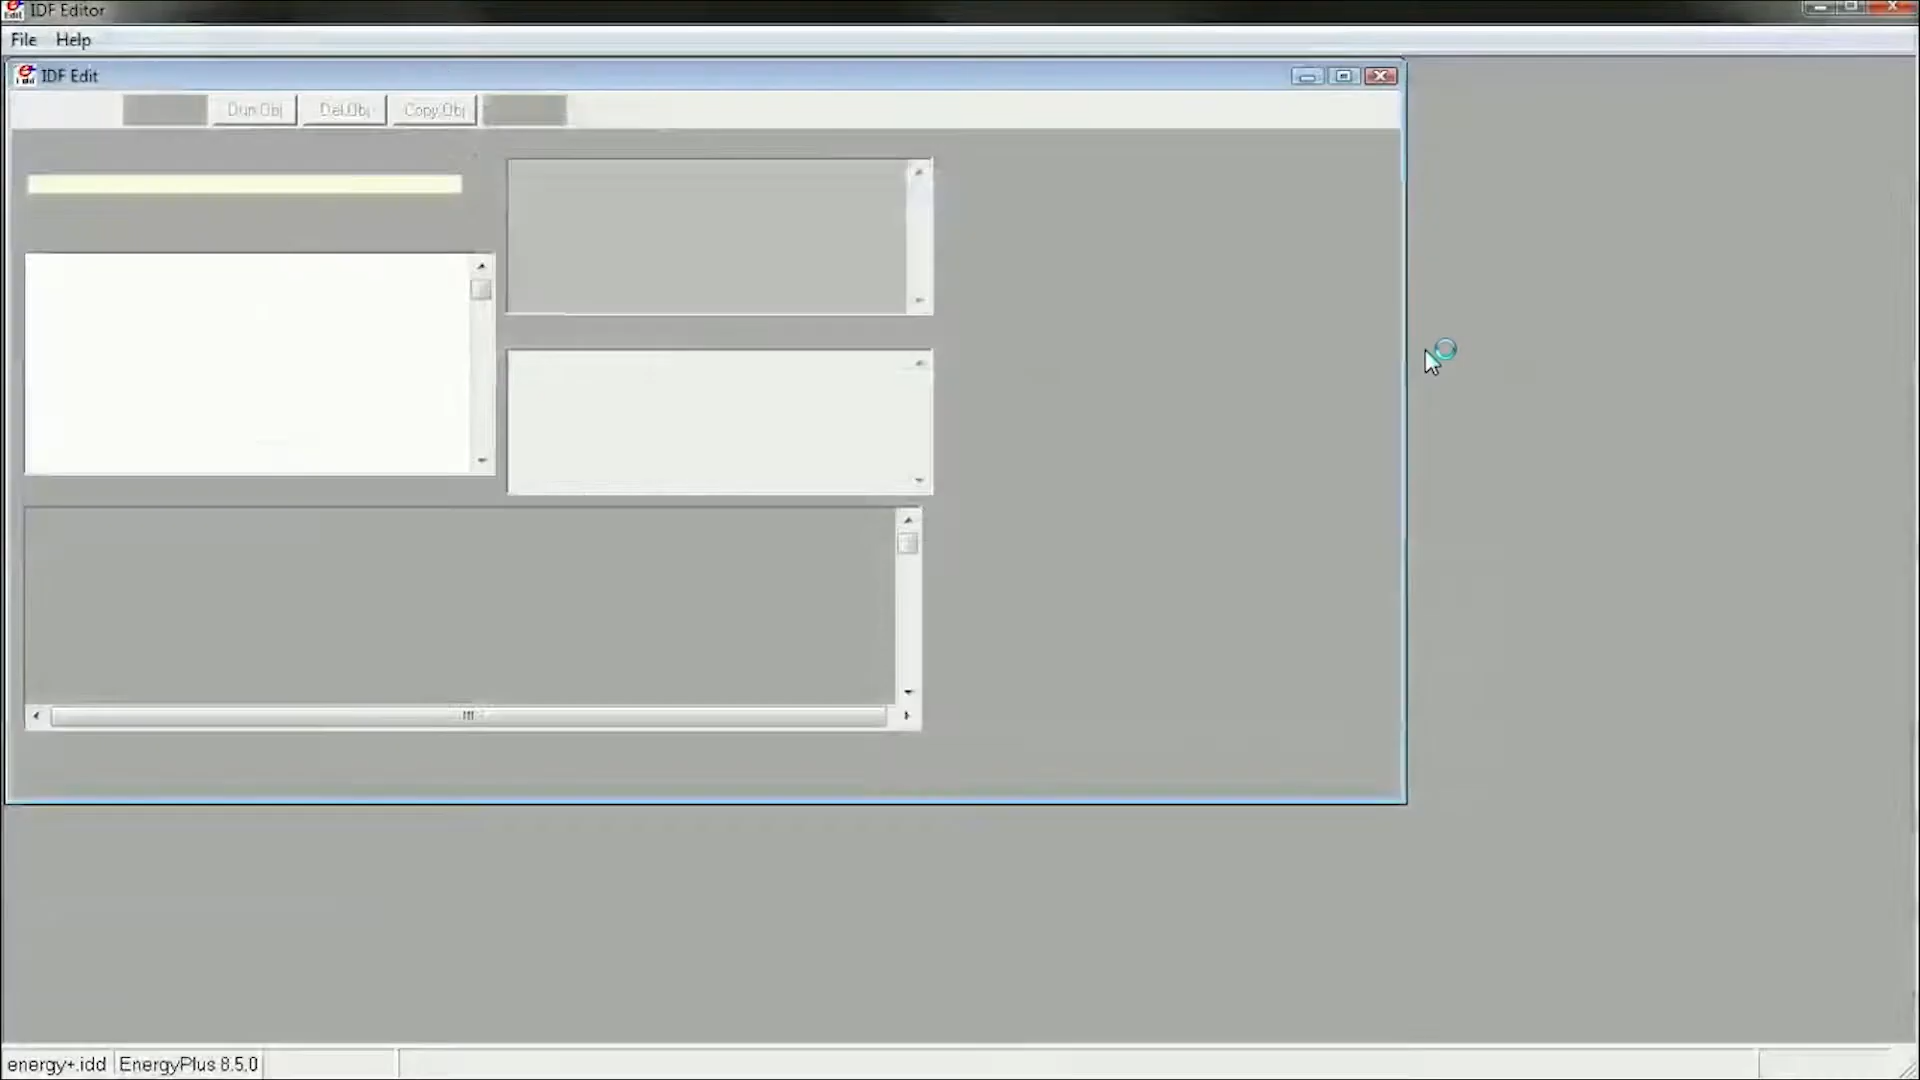 IDF Editor
File Help
IDF Edit
Dup Obj Del Obj Copy Obj
energy+.idd EnergyPlus 8.5.0